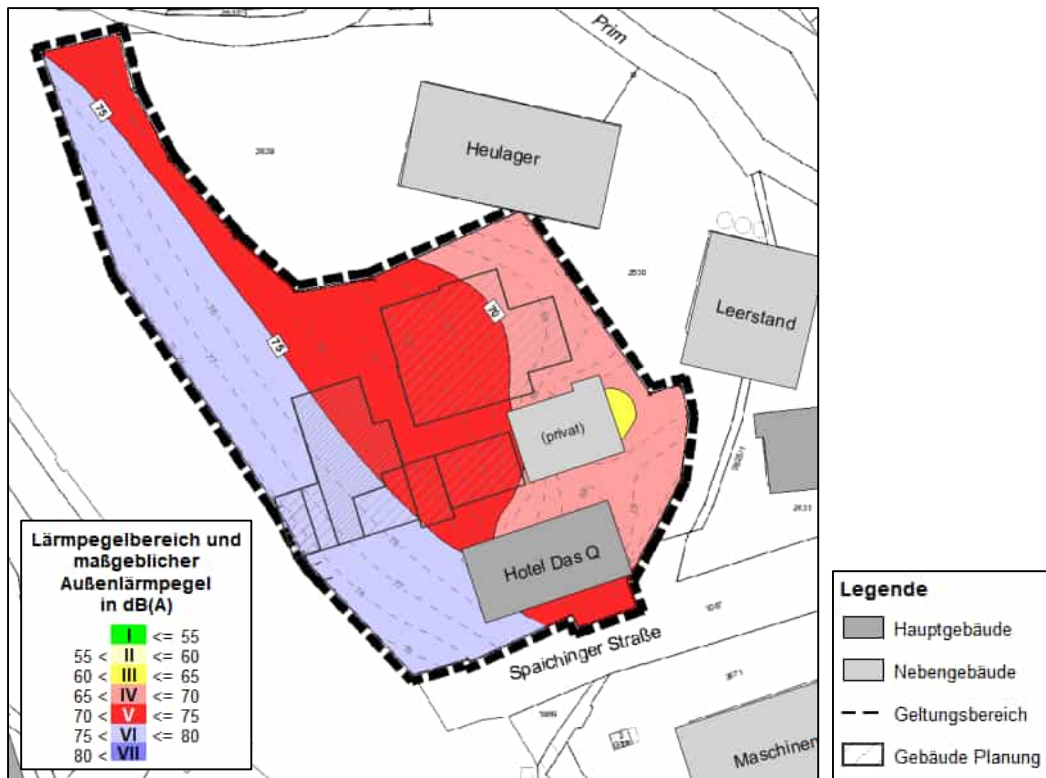 Prim
Heulager
2639
75
2530
Leerstand
75
70
(privat)
Hotel Das Q
Spaichinger Straße
Maschinen
Lärmpegelbereich und
maßgeblicher
Außenlärmpegel
in dB(A)
I <= 55
55 < II <= 60
60 < III <= 65
65 < IV <= 70
70 < V <= 75
75 < VI <= 80
80 < VII
Legende
Hauptgebäude
Nebengebäude
Geltungsbereich
Gebäude Planung